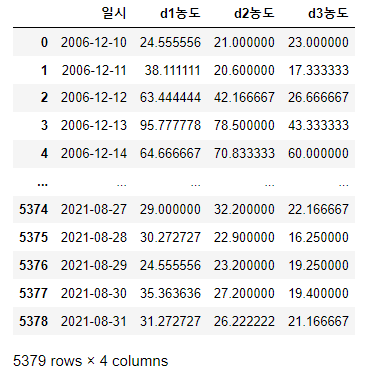 일시 d1농도 d2농도 d3농도
0 2006-12-10 24.555556 21.000000 23.000000
1 2006-12-11 38.111111 20.600000 17.333333
2 2006-12-12 63.444444 42.166667 26.666667
3 2006-12-13 95.777778 78.500000 43.333333
4 2006-12-14 64.666667 70.833333 60.000000
... ... ... ... ...
5374 2021-08-27 29.000000 32.200000 22.166667
5375 2021-08-28 30.272727 22.900000 16.250000
5376 2021-08-29 24.555556 23.200000 19.250000
5377 2021-08-30 35.363636 27.200000 19.400000
5378 2021-08-31 31.272727 26.222222 21.166667
5379 rows × 4 columns